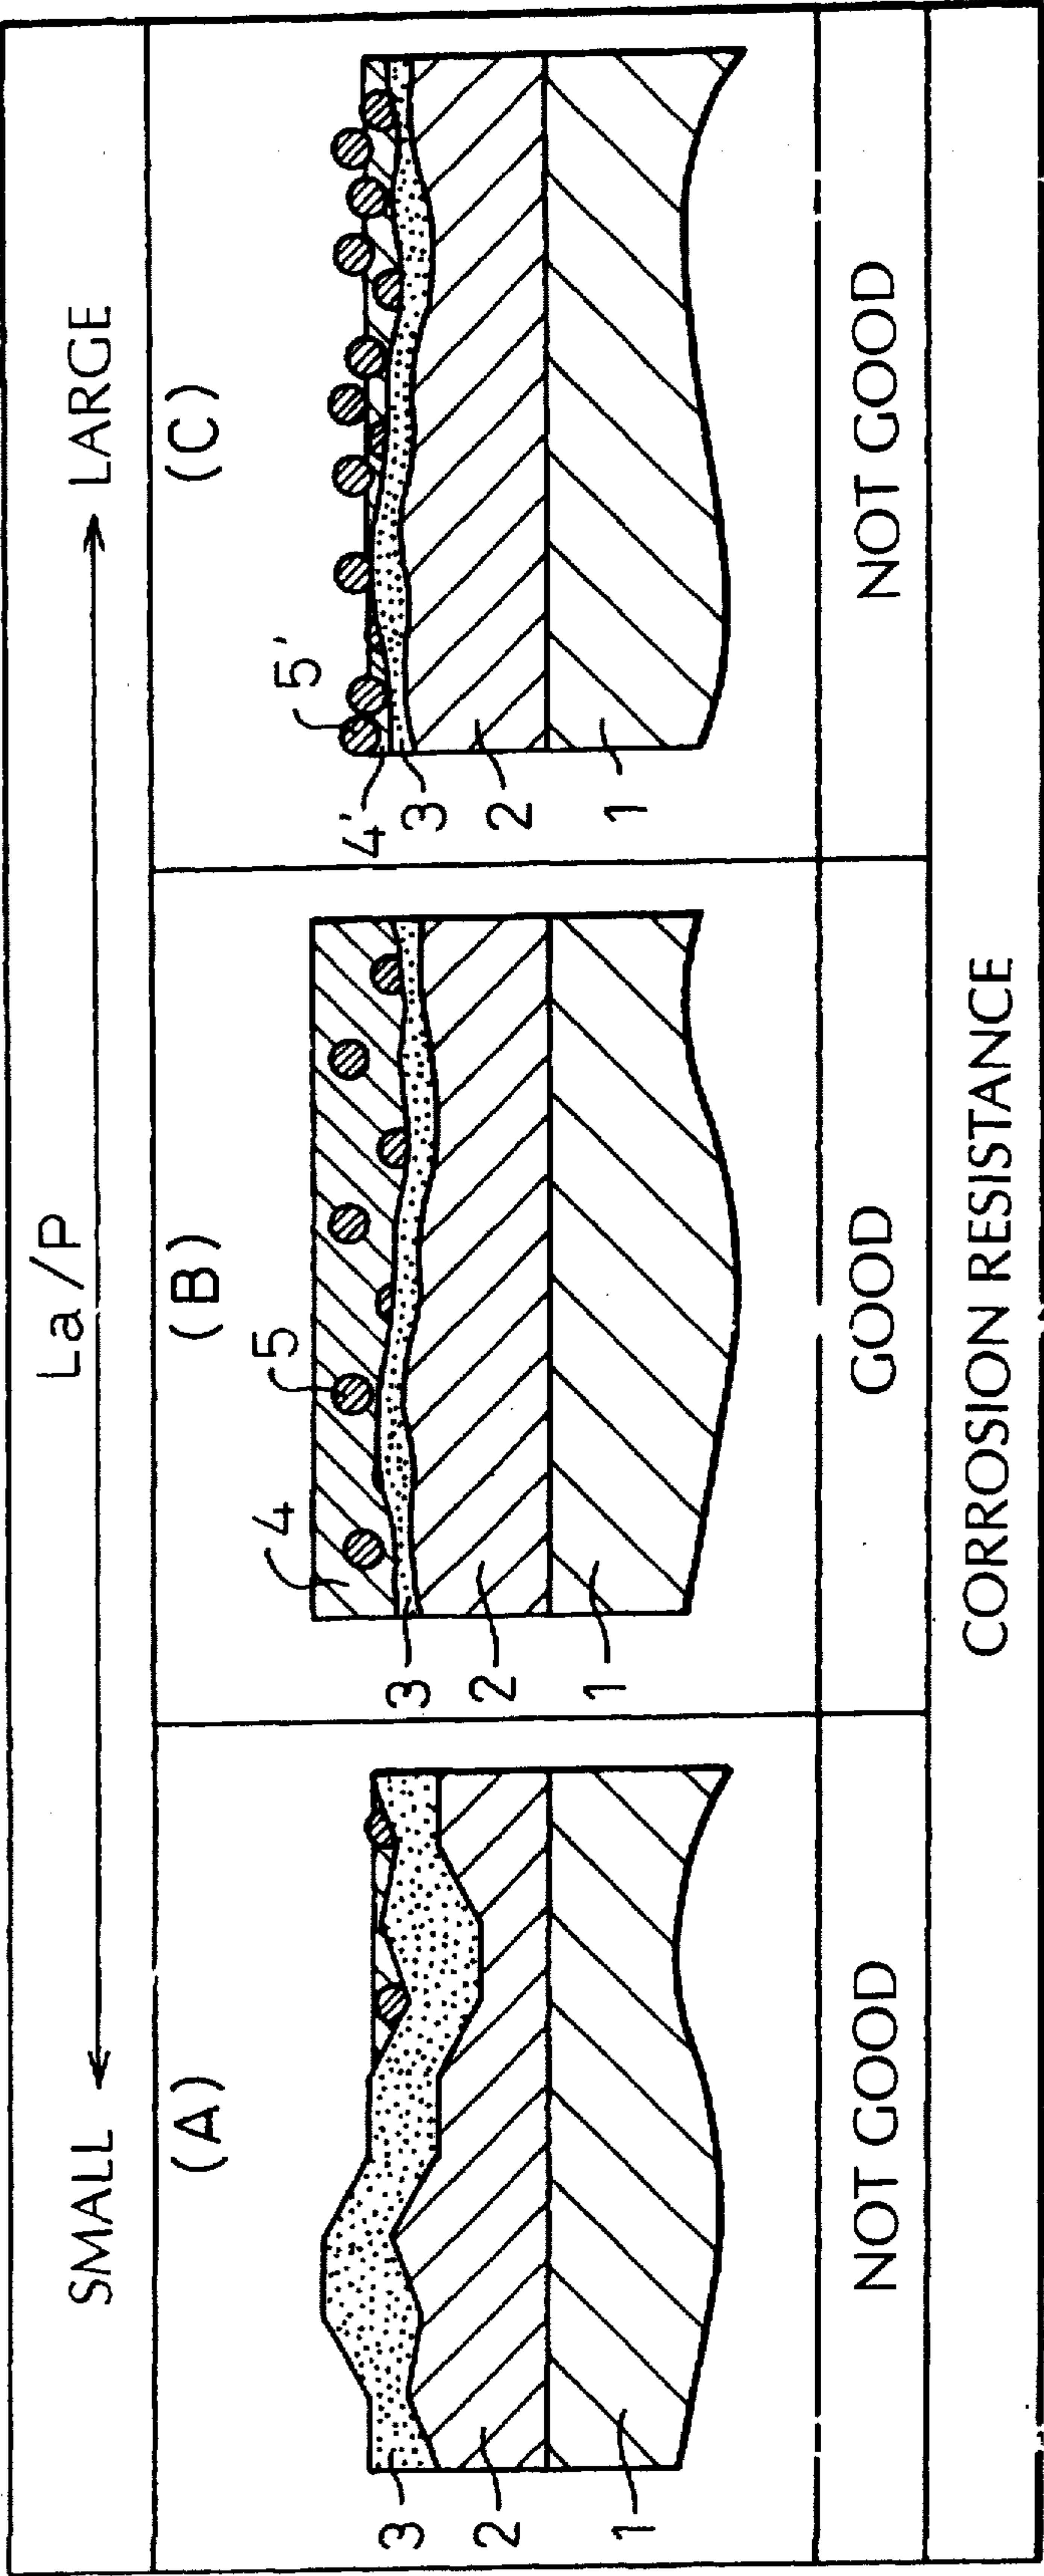 La/P
SMALL LARGE
(A) (B) (C)
3
2
1
4
5
3
2
1
5'
4'
3
2
1
NOT GOOD GOOD NOT GOOD
CORROSION RESISTANCE